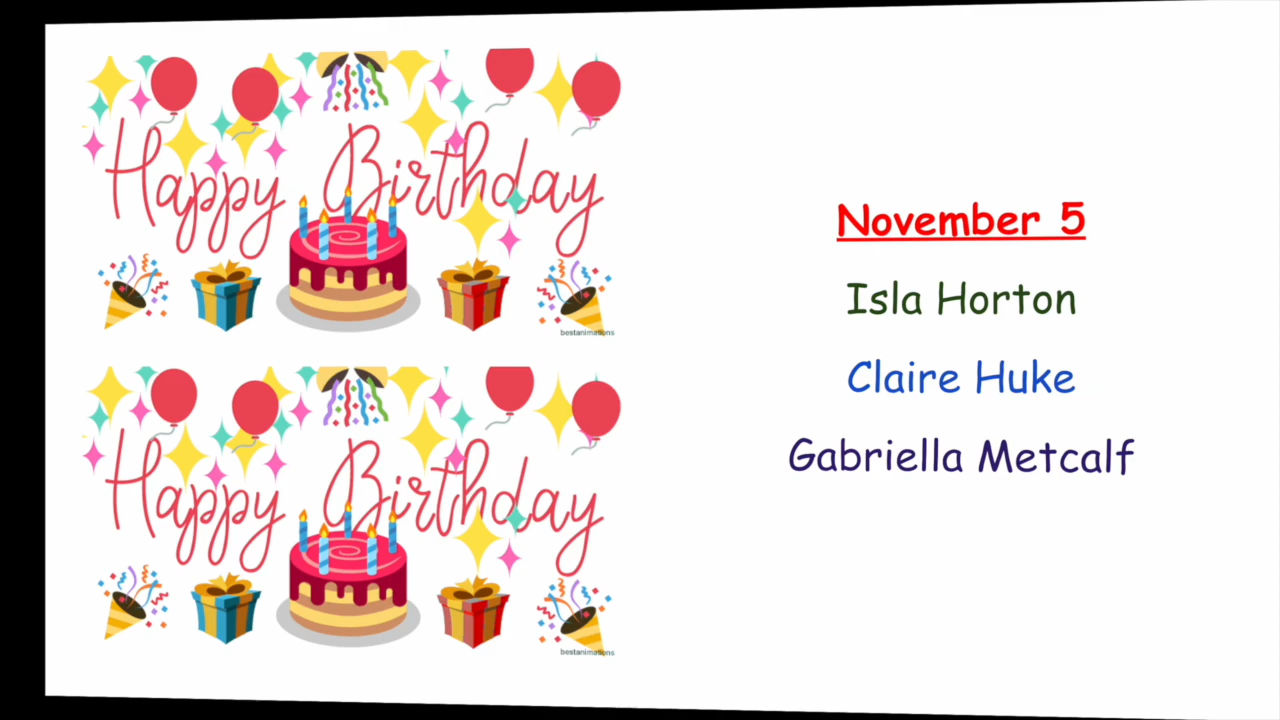 Happy Birthday
bestanimations
Happy Birthday
bestanimations
November 5
Isla Horton
Claire Huke
Gabriella Metcalf